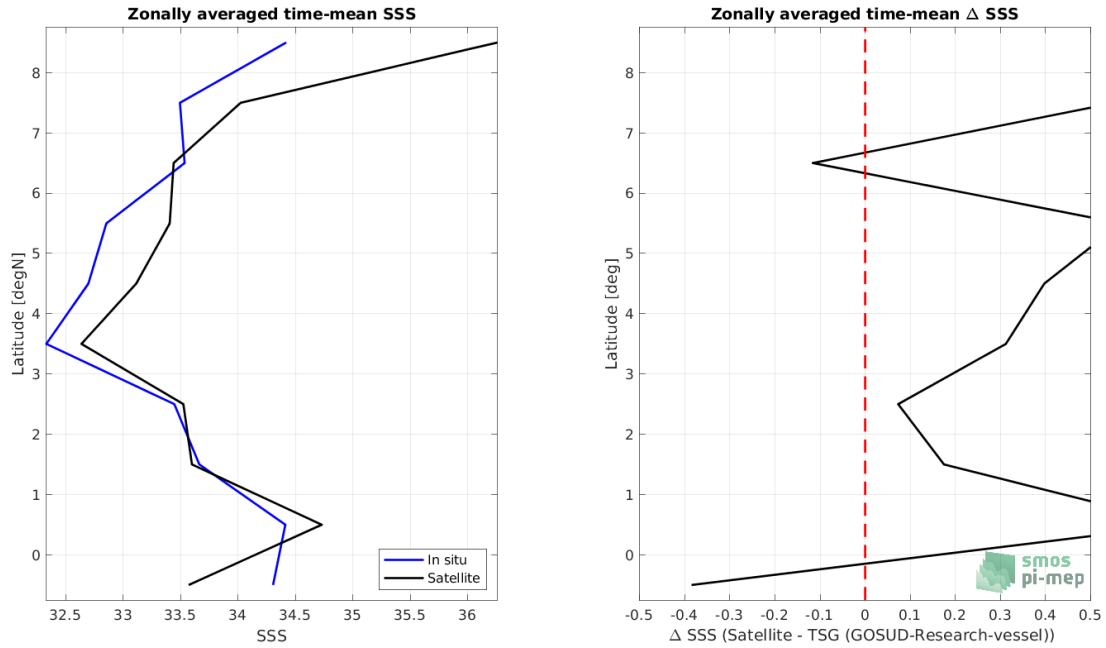 Zonally averaged time-mean SSS
8
7
6
5
4
3
2
1
0
Latitude [degN]
In situ
Satellite
32.5 33 33.5 34 34.5 35 35.5 36
SSS
Zonally averaged time-mean Δ SSS
8
7
6
5
4
3
2
1
0
Latitude [deg]
smos
pi-mep
-0.5 -0.4 -0.3 -0.2 -0.1 0 0.1 0.2 0.3 0.4 0.5
Δ SSS (Satellite - TSG (GOSUD-Research-vessel))